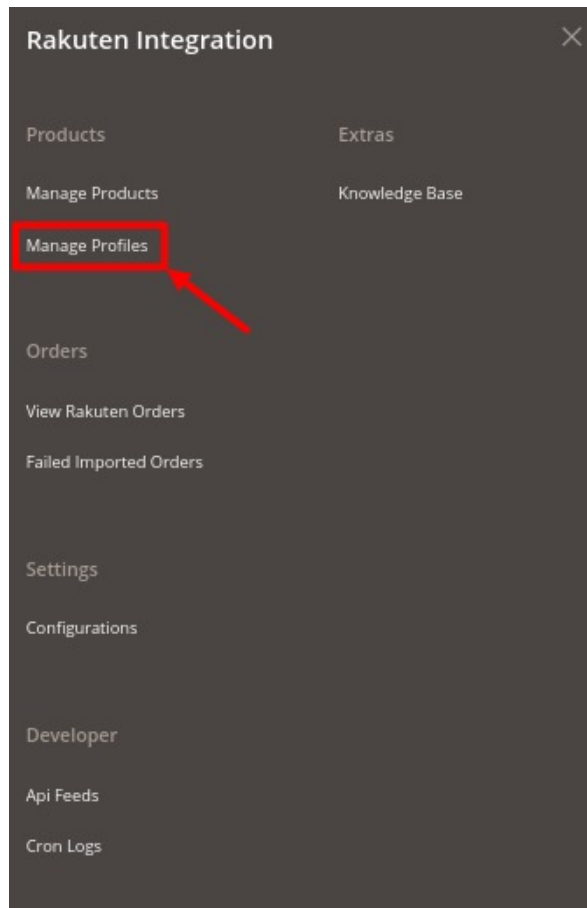 Rakuten Integration
Products
Manage Products
Manage Profiles
Extras
Knowledge Base
Orders
View Rakuten Orders
Failed Imported Orders
Settings
Configurations
Developer
Api Feeds
Cron Logs